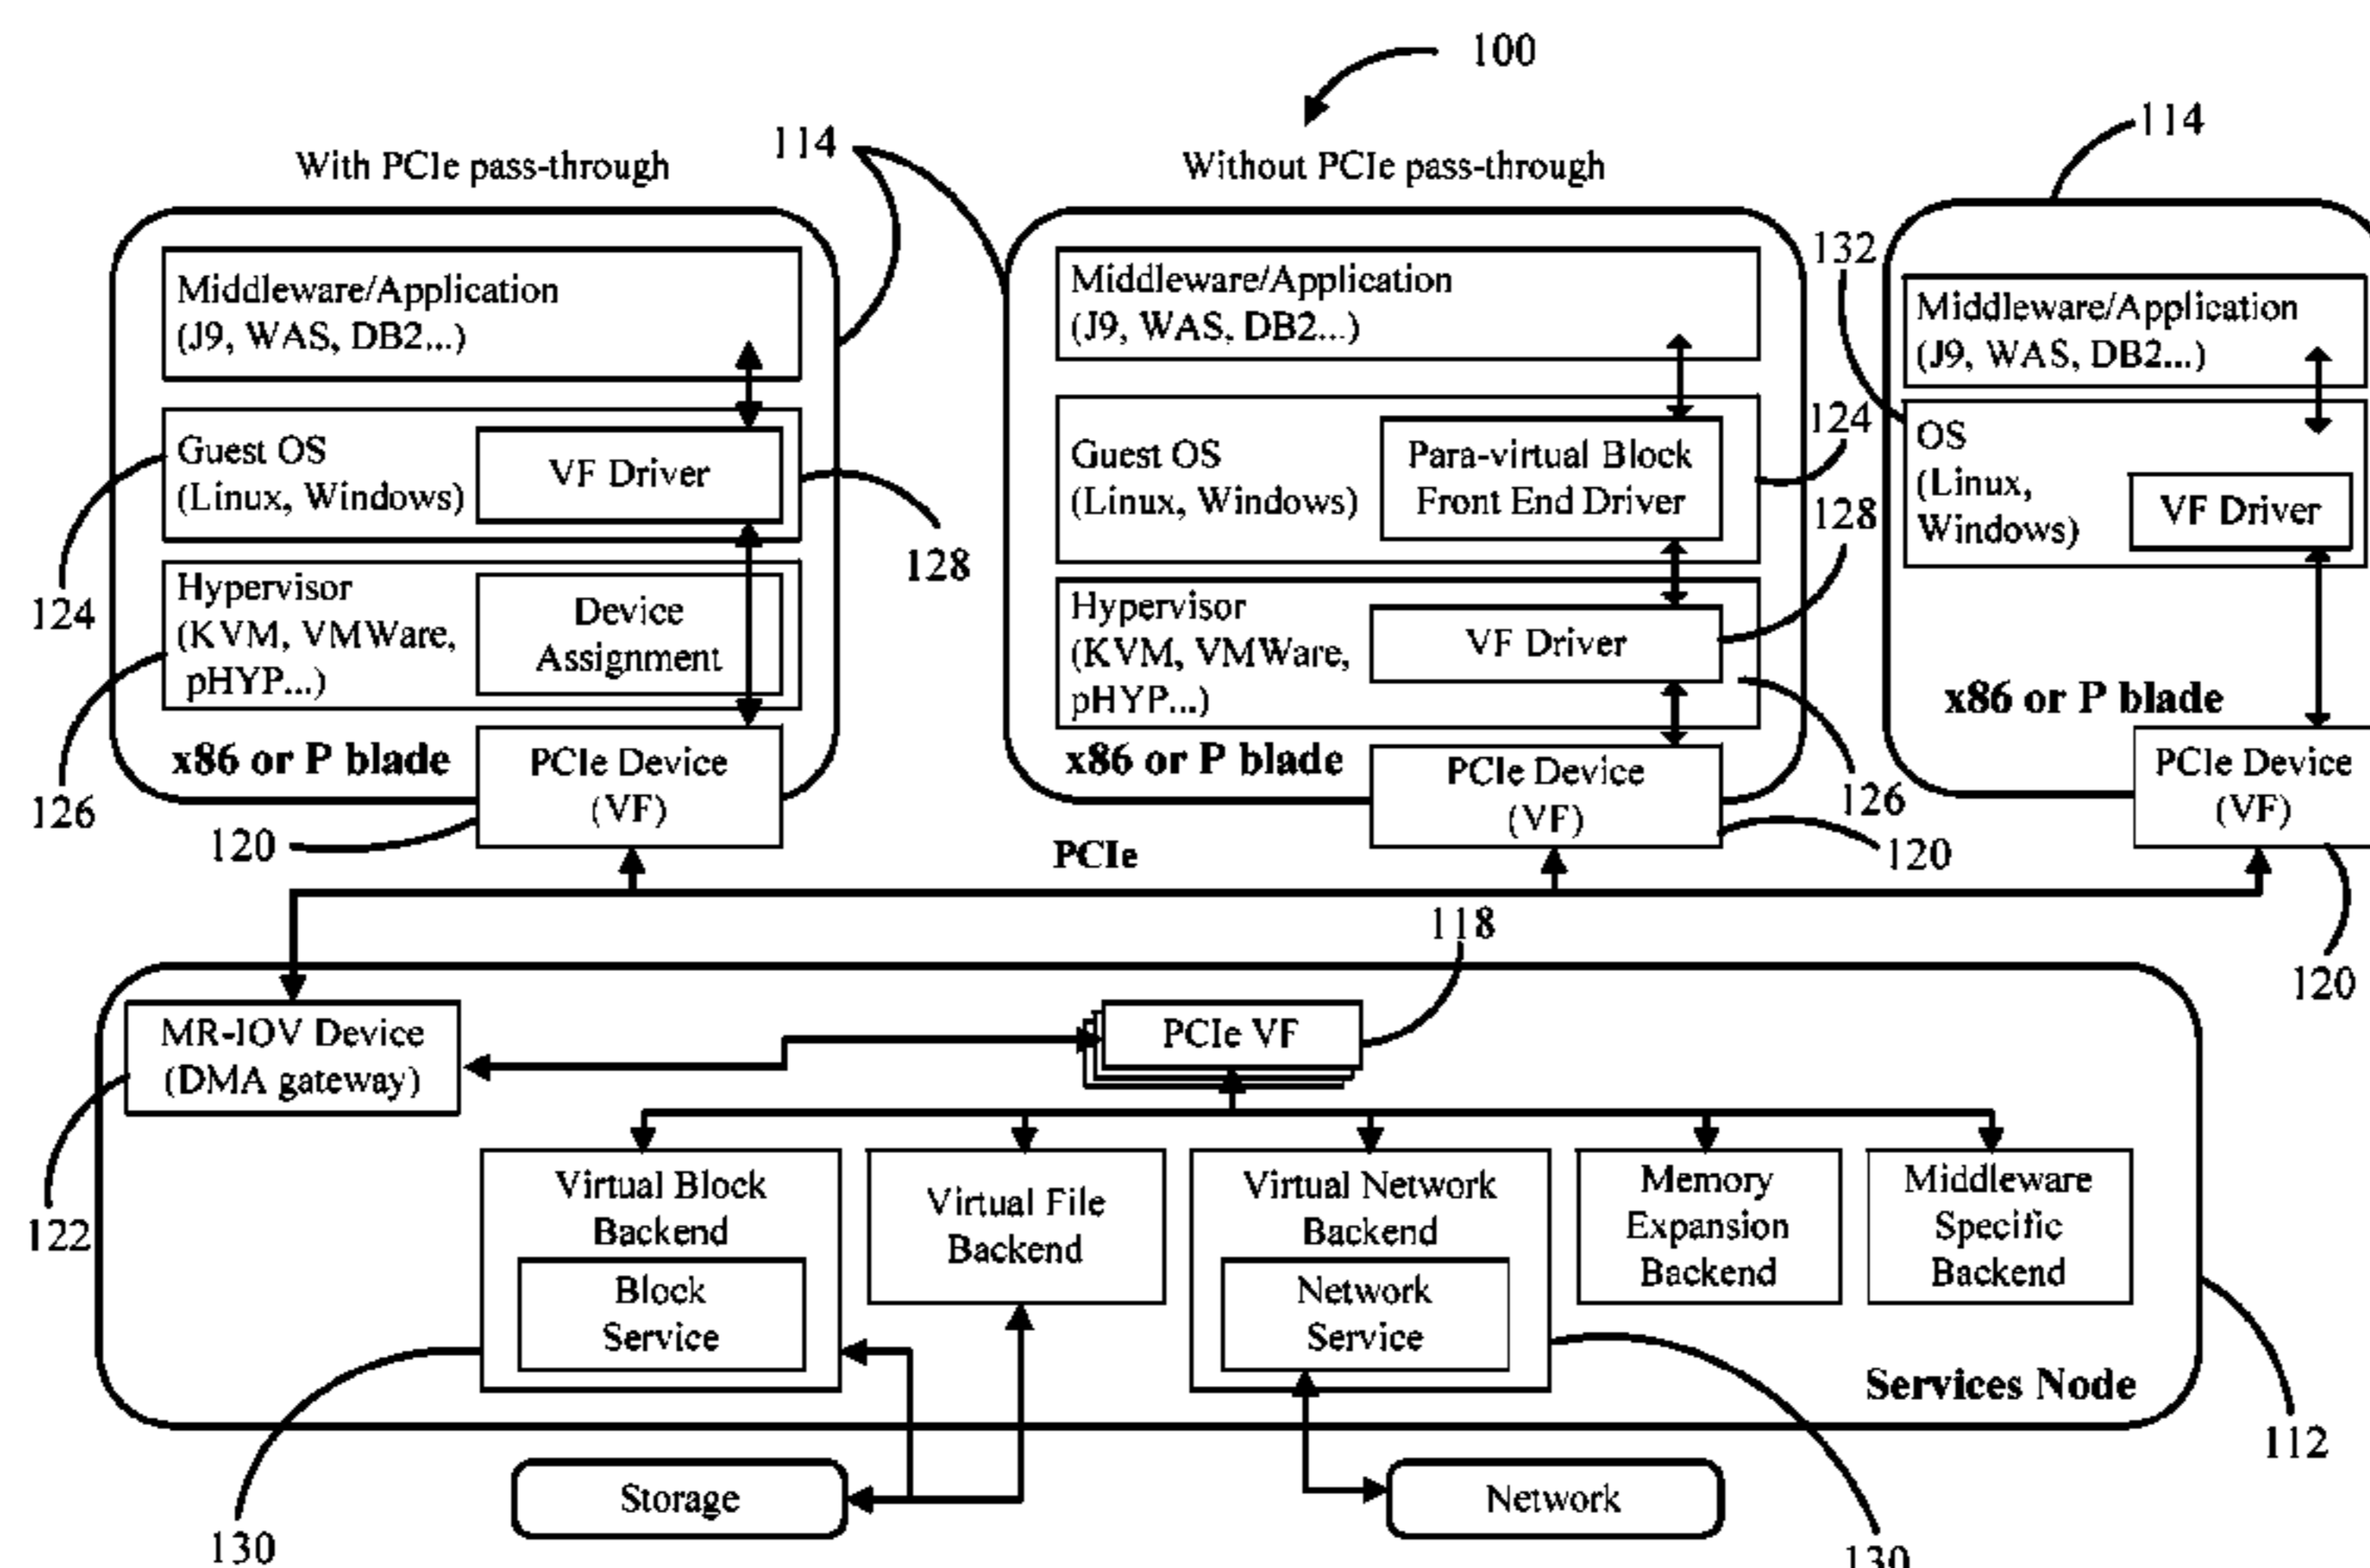 100
114
With PCIe pass-through
114
Without PCIe pass-through
Middleware/Application
(J9, WAS, DB2...)
Guest OS
(Linux, Windows)
VF Driver
128
124
Hypervisor
(KVM, VMWare,
pHYP...)
Device
Assignment
x86 or P blade
126
PCIe Device
(VF)
120
Middleware/Application
(J9, WAS, DB2...)
132
Guest OS
(Linux, Windows)
Para-virtual Block
Front End Driver
124
128
Hypervisor
(KVM, VMWare,
pHYP...)
VF Driver
x86 or P blade
126
PCIe Device
(VF)
120
Middleware/Application
(J9, WAS, DB2...)
OS
(Linux,
Windows)
VF Driver
x86 or P blade
PCIe Device
(VF)
120
PCIe
118
MR-IOV Device
(DMA gateway)
122
PCIe VF
Virtual Block
Backend
Block
Service
Virtual File
Backend
Virtual Network
Backend
Network
Service
Memory
Expansion
Backend
Middleware
Specific
Backend
Services Node
112
Storage
Network
130
130